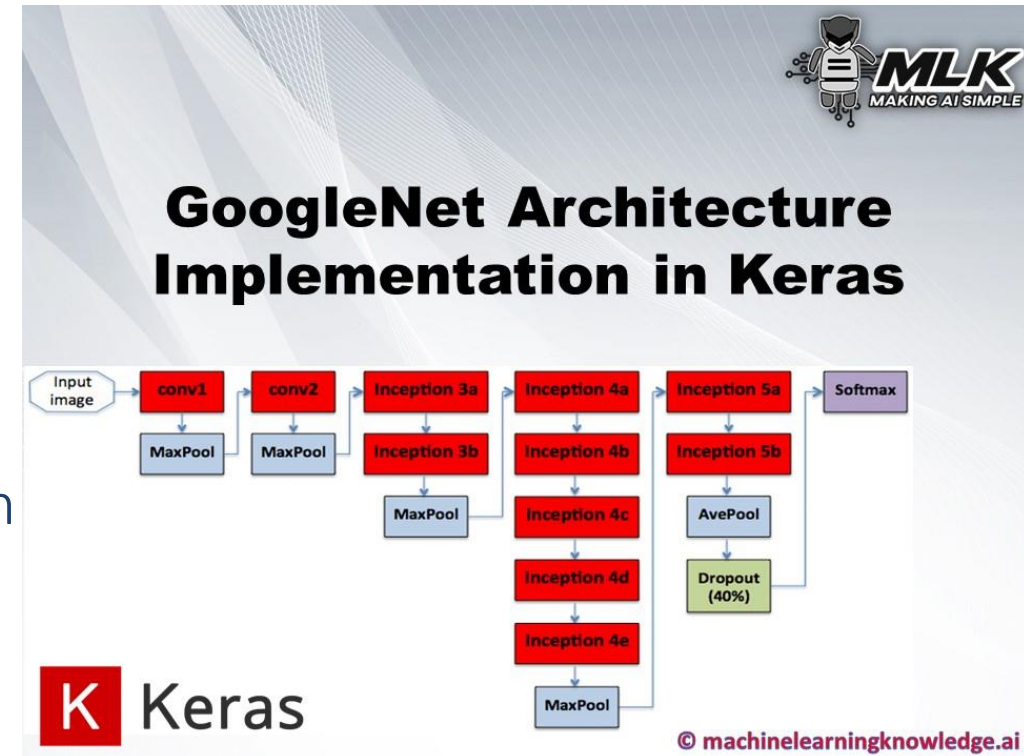 MLK
MAKING AI SIMPLE
GoogleNet Architecture
Implementation in Keras
Input
image
conv1
MaxPool
conv2
MaxPool
Inception 3a
Inception 3b
MaxPool
Inception 4a
Inception 4b
Inception 4c
Inception 4d
Inception 4e
MaxPool
Inception 5a
Inception 5b
AvePool
Dropout
(40%)
Softmax
n
K Keras
© machinelearningknowledge.ai